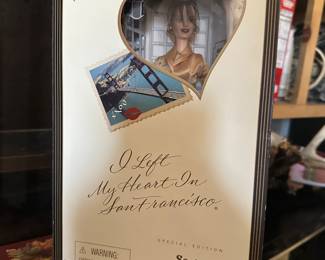 I Left
My Heart In
San Francisco®
SPECIAL EDITION
WARNING: